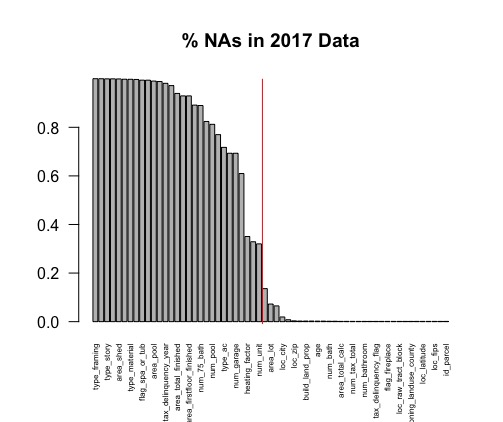 % NAs in 2017 Data
0.8
0.6
0.4
0.2
0.0
type_framing
type_story
area_shed
type_material
flag_spa_or_tub
area_pool
tax_delinquency_year
area_total_finished
area_firstfloor_finished
num_75_bath
num_pool
type_ac
num_garage
heating_factor
num_unit
area_lot
loc_city
loc_zip
build_land_prop
age
num_bath
area_total_calc
num_tax_total
num_bathroom
tax_delinquency_flag
flag_fireplace
loc_raw_tract_block
oning_landuse_county
loc_latitude
loc_fips
id_parcel